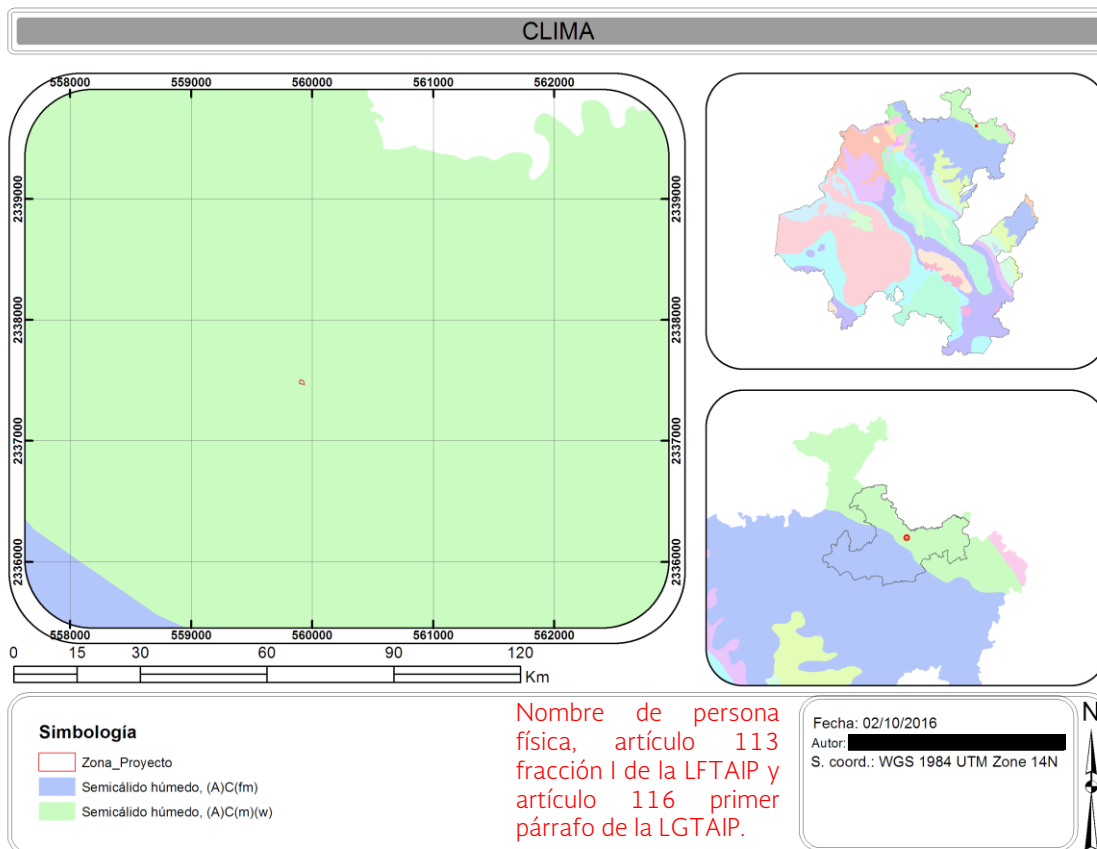 CLIMA
558000 559000 560000 561000 562000
2339000
2338000
2337000
2336000
2339000
2338000
2337000
2336000
558000 559000 560000 561000 562000
0 15 30 60 90 120
Km
Simbología
Zona_Proyecto
Semicálido húmedo, (A)C(fm)
Semicálido húmedo, (A)C(m)(w)
Nombre de persona
física, artículo 113
fracción I de la LFTAIP y
artículo 116 primer
párrafo de la LGTAIP.
Fecha: 02/10/2016
Autor:
S. coord.: WGS 1984 UTM Zone 14N
N